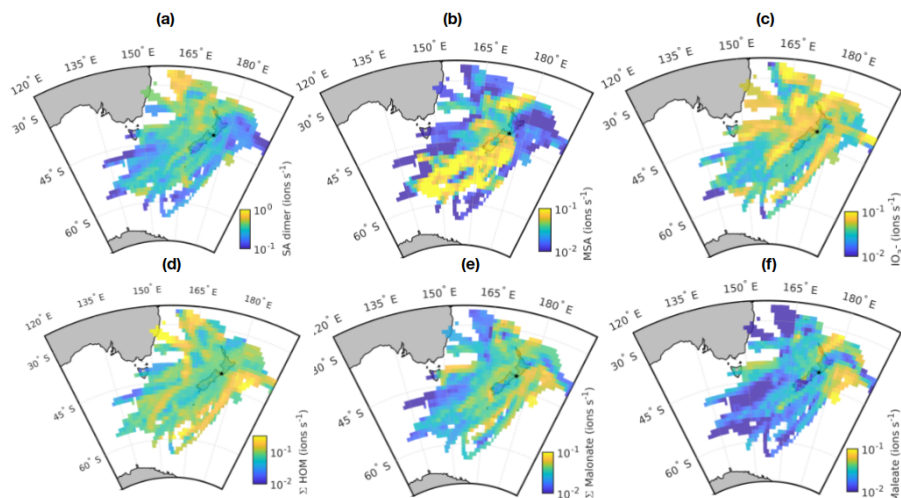 (a)
(b)
(c)
120° E
135° E
150° E
165° E
180° E
30° S
45° S
60° S
10⁰
10⁻¹
SA dimer (ions s⁻¹)
120° E
135° E
150° E
165° E
180° E
30° S
45° S
60° S
10⁻¹
10⁻²
MSA (ions s⁻¹)
120° E
135° E
150° E
165° E
180° E
30° S
45° S
60° S
10⁻¹
10⁻²
IO₃- (ions s⁻¹)
(d)
(e)
(f)
120° E
135° E
150° E
165° E
180° E
30° S
45° S
60° S
10⁻¹
10⁻²
Σ HOM (ions s⁻¹)
20° E
135° E
150° E
165° E
180° E
30° S
45° S
60° S
10⁻¹
10⁻²
Σ Malonate (ions s⁻¹)
120° E
135° E
150° E
165° E
180° E
30° S
45° S
60° S
10⁻¹
10⁻²
Maleate (ions s⁻¹)